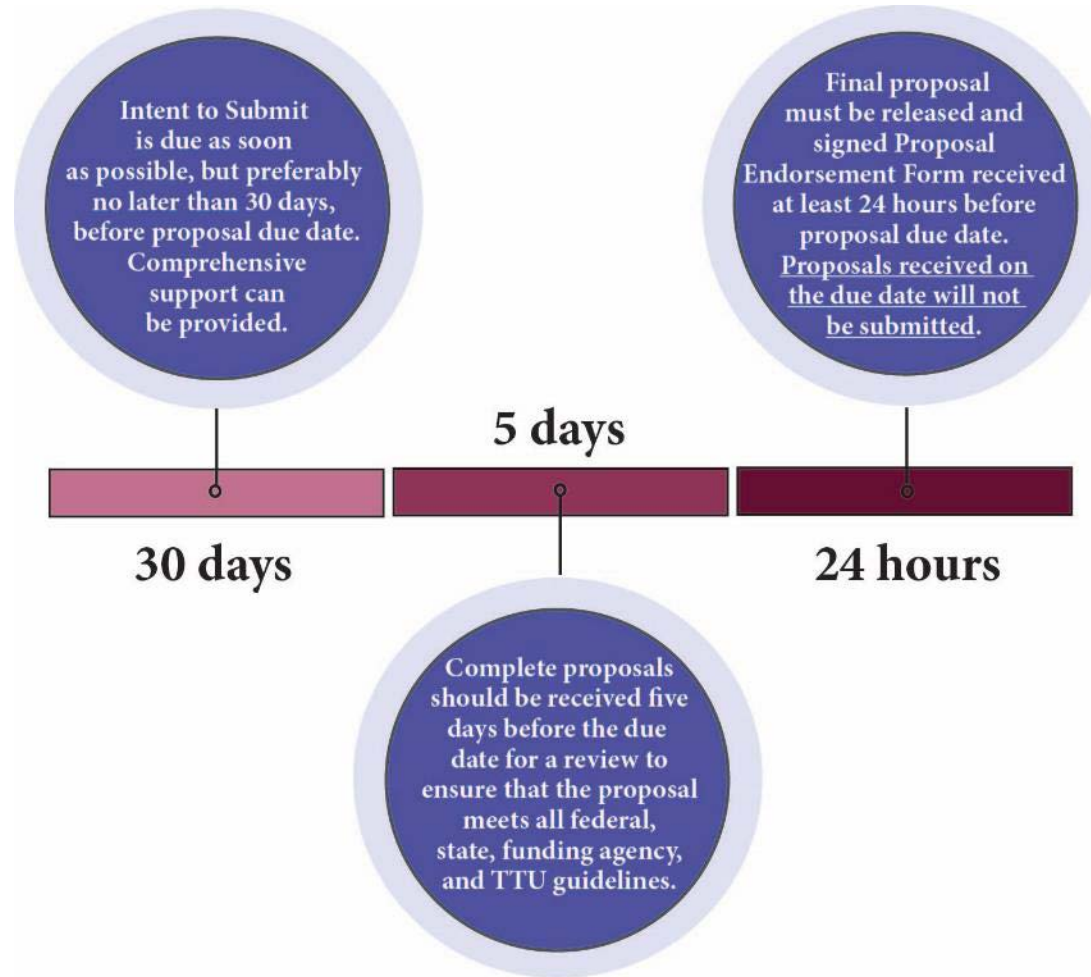 Intent to Submit
is due as soon
as possible, but preferably
no later than 30 days,
before proposal due date.
Comprehensive
support can
be provided.
Final proposal
must be released and
signed Proposal
Endorsement Form received
at least 24 hours before
proposal due date.
Proposals received on
the due date will not
be submitted.
5 days
30 days
24 hours
Complete proposals
should be received five
days before the due
date for a review to
ensure that the proposal
meets all federal,
state, funding agency,
and TTU guidelines.